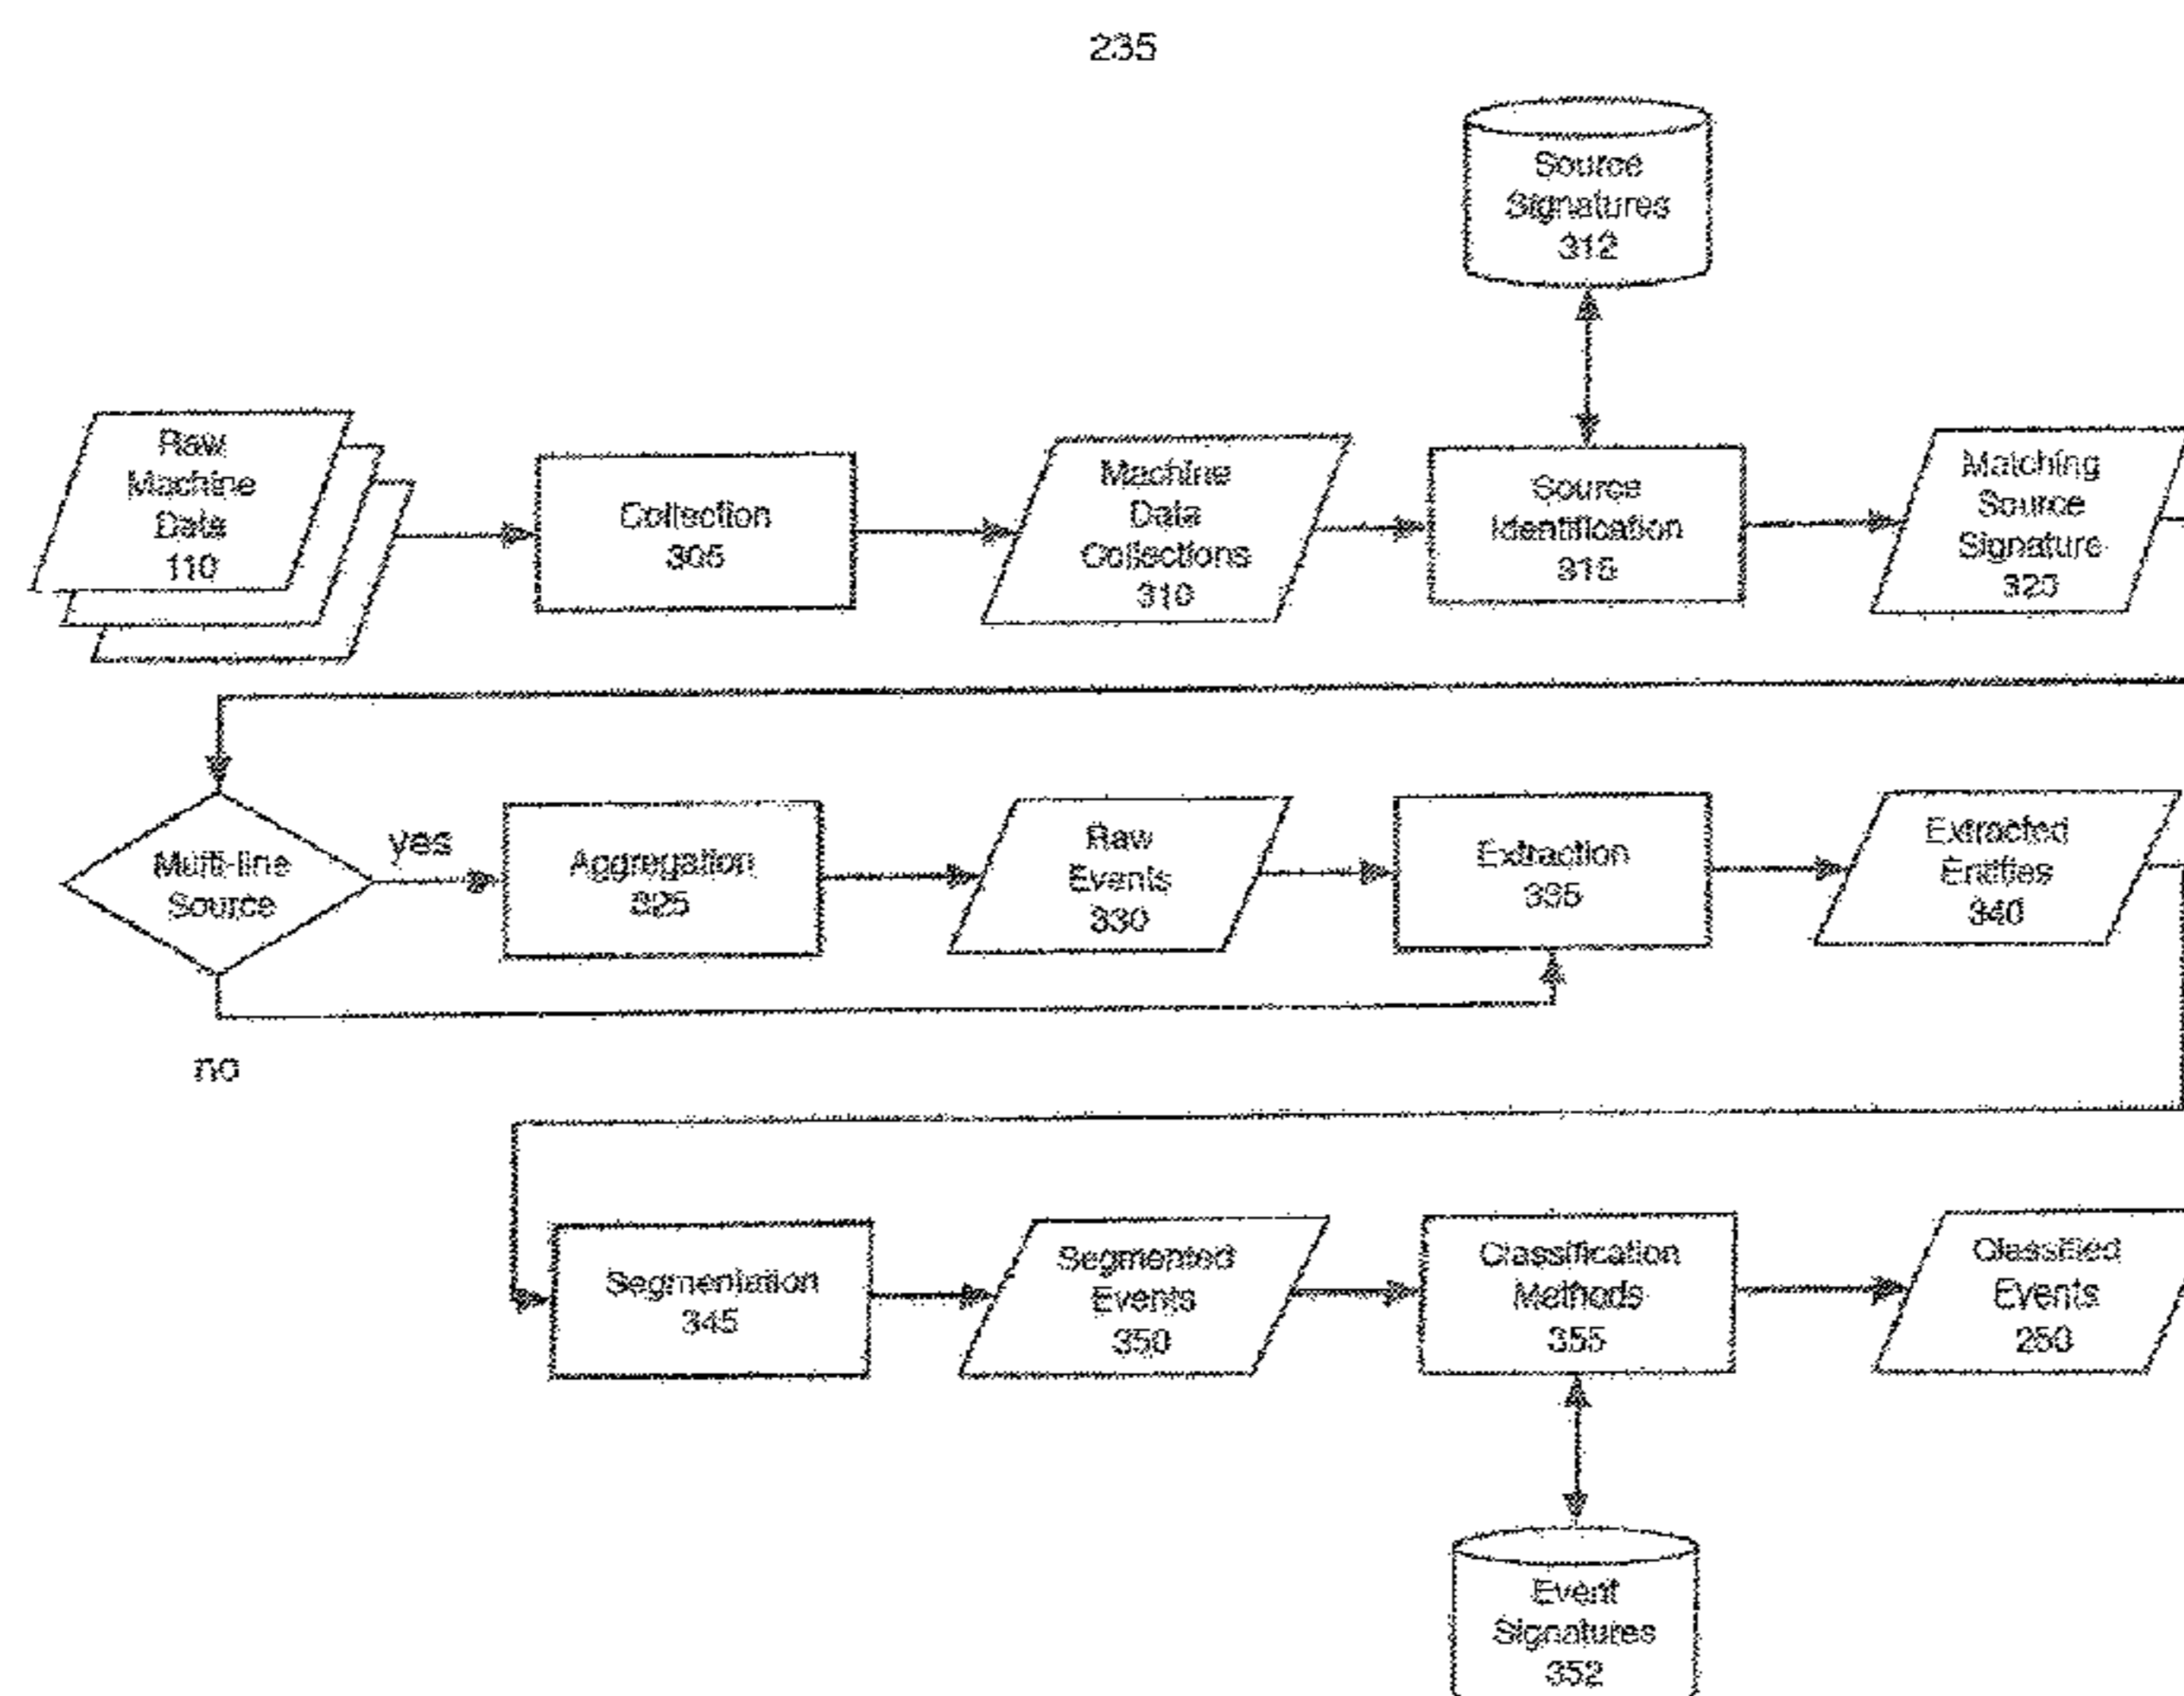 235
Source
Signatures
312
Raw
Machine
Data
110
Collection
305
Machine
Data
Collections
310
Source
Identification
315
Matching
Source
Signature
320
Multi-line
Source
yes
no
Aggregation
325
Raw
Events
330
Extraction
335
Extracted
Entities
340
Segmentation
345
Segmented
Events
350
Classification
Methods
355
Classified
Events
250
Event
Signatures
352